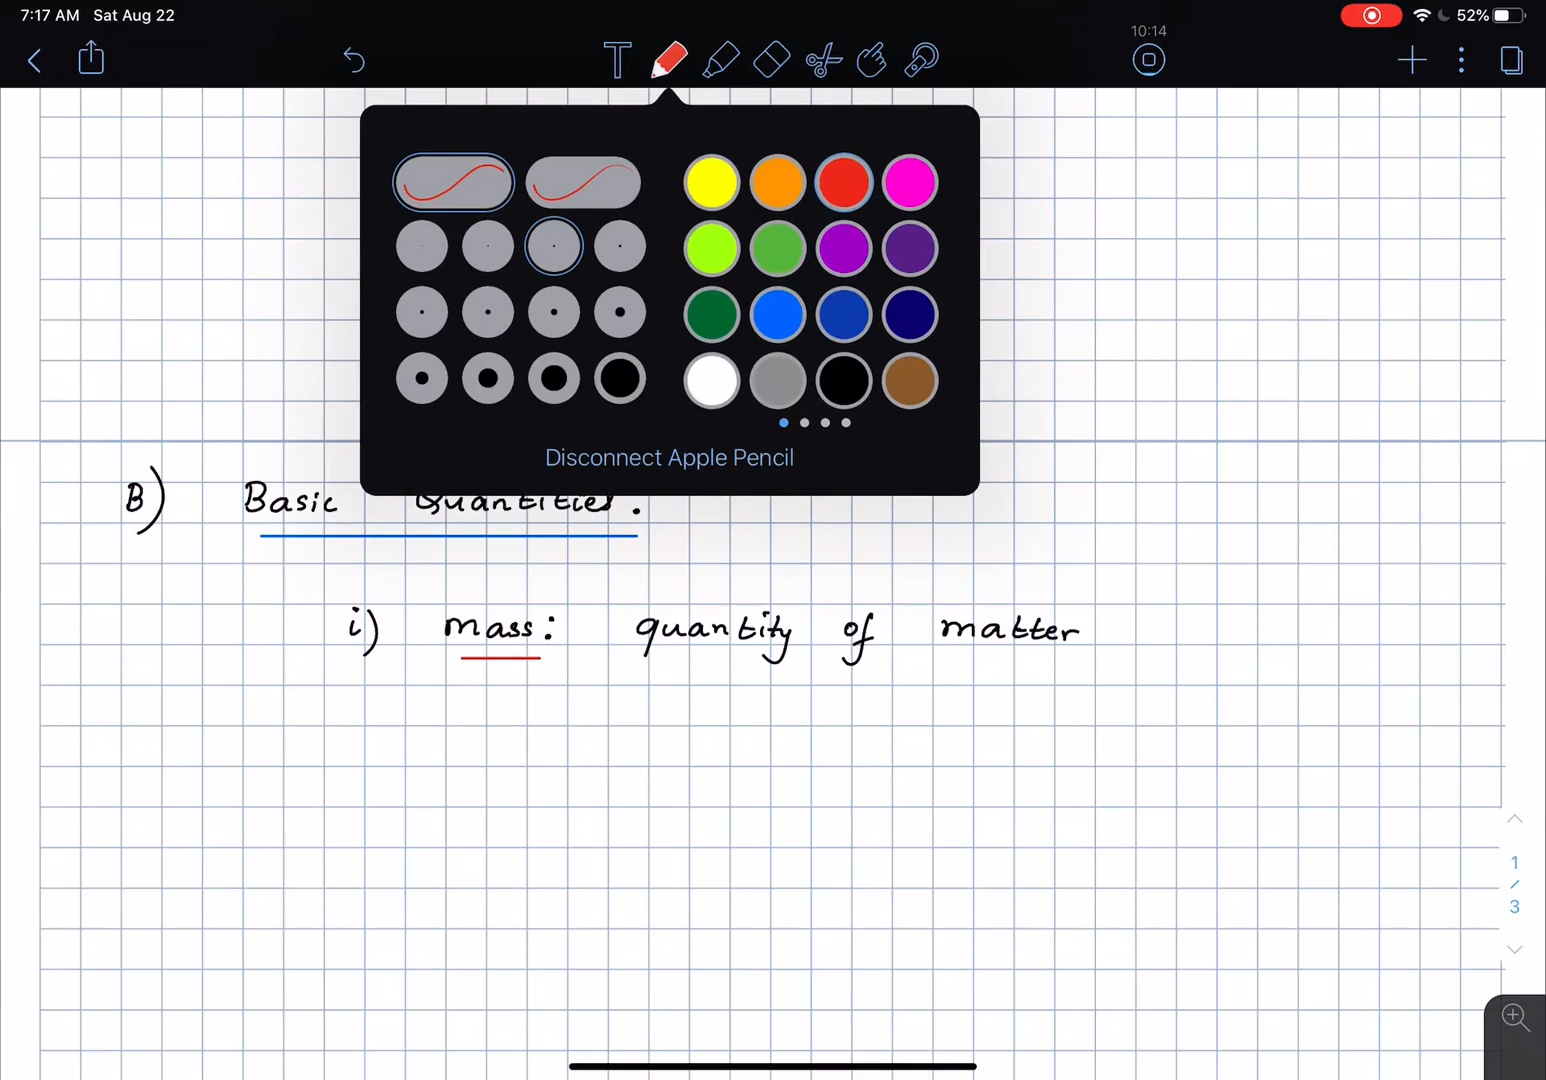 7:17 AM Sat Aug 22
52%
10:14
T
Disconnect Apple Pencil
B) Basic Quantities.
i) mass: quantity of matter
1
/
3